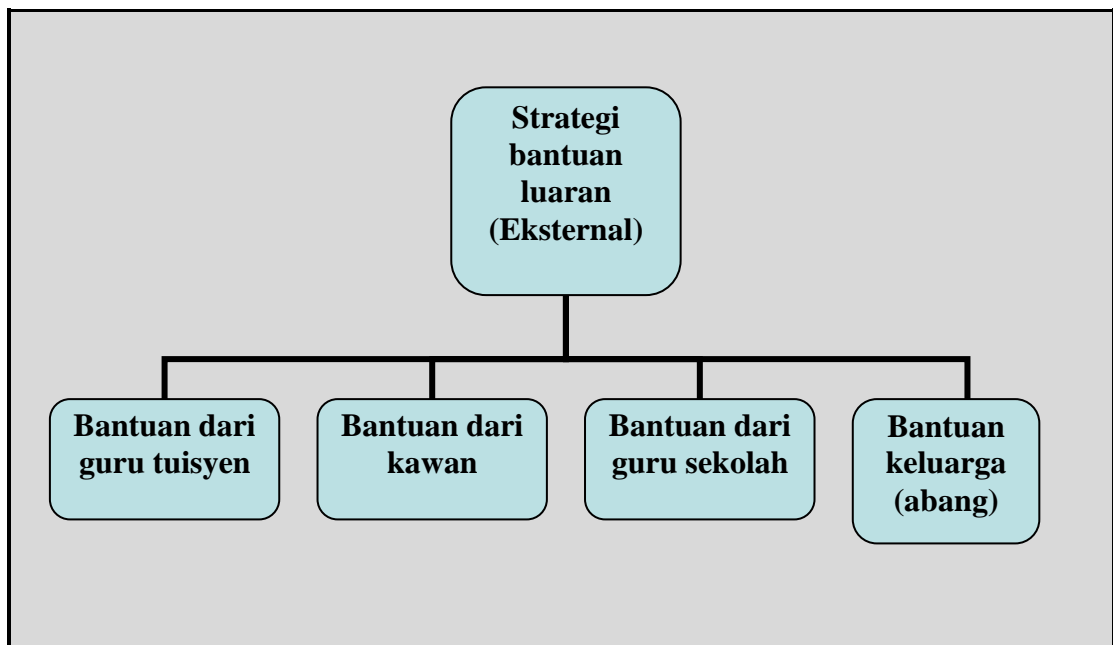 Strategi
bantuan
luaran
(Eksternal)
Bantuan dari
guru tuisyen
Bantuan dari
kawan
Bantuan dari
guru sekolah
Bantuan
keluarga
(abang)